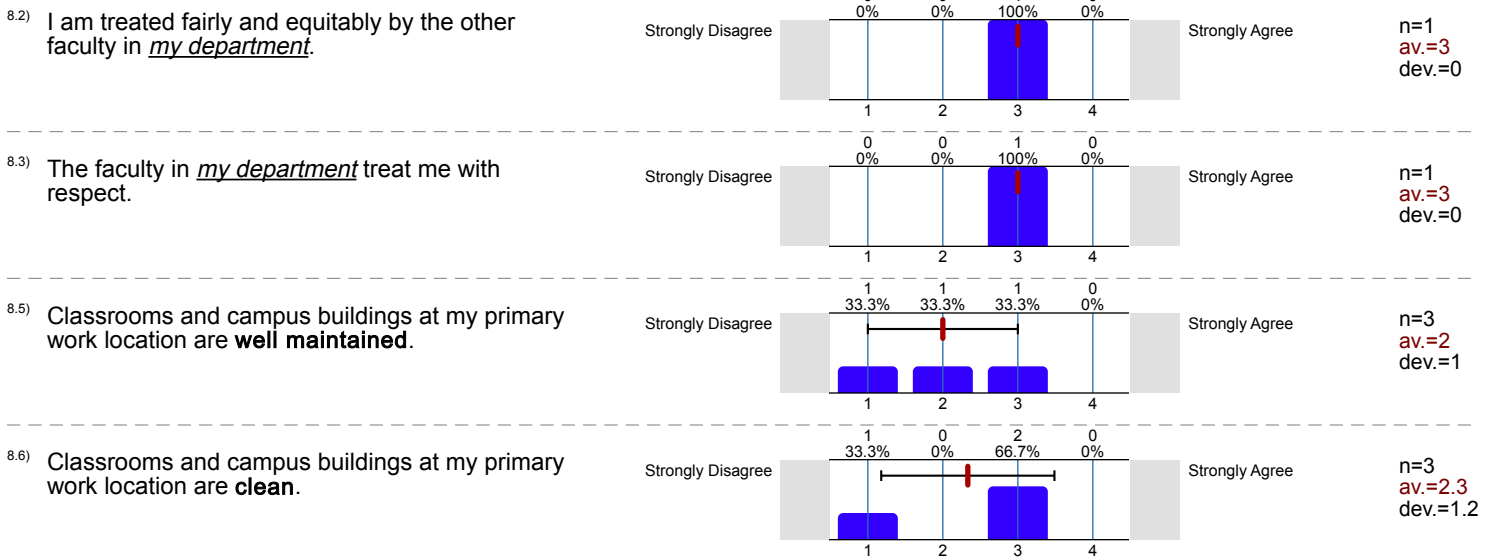 8.2) I am treated fairly and equitably by the other
faculty in my department.
0% 0% 100% 0%
Strongly Disagree Strongly Agree
n=1
av.=3
dev.=0
1 2 3 4
8.3) The faculty in my department treat me with
respect.
0 0 1 0
0% 0% 100% 0%
Strongly Disagree Strongly Agree
n=1
av.=3
dev.=0
1 2 3 4
8.5) Classrooms and campus buildings at my primary
work location are well maintained.
1 1 1 0
33.3% 33.3% 33.3% 0%
Strongly Disagree Strongly Agree
n=3
av.=2
dev.=1
1 2 3 4
8.6) Classrooms and campus buildings at my primary
work location are clean.
1 0 2 0
33.3% 0% 66.7% 0%
Strongly Disagree Strongly Agree
n=3
av.=2.3
dev.=1.2
1 2 3 4